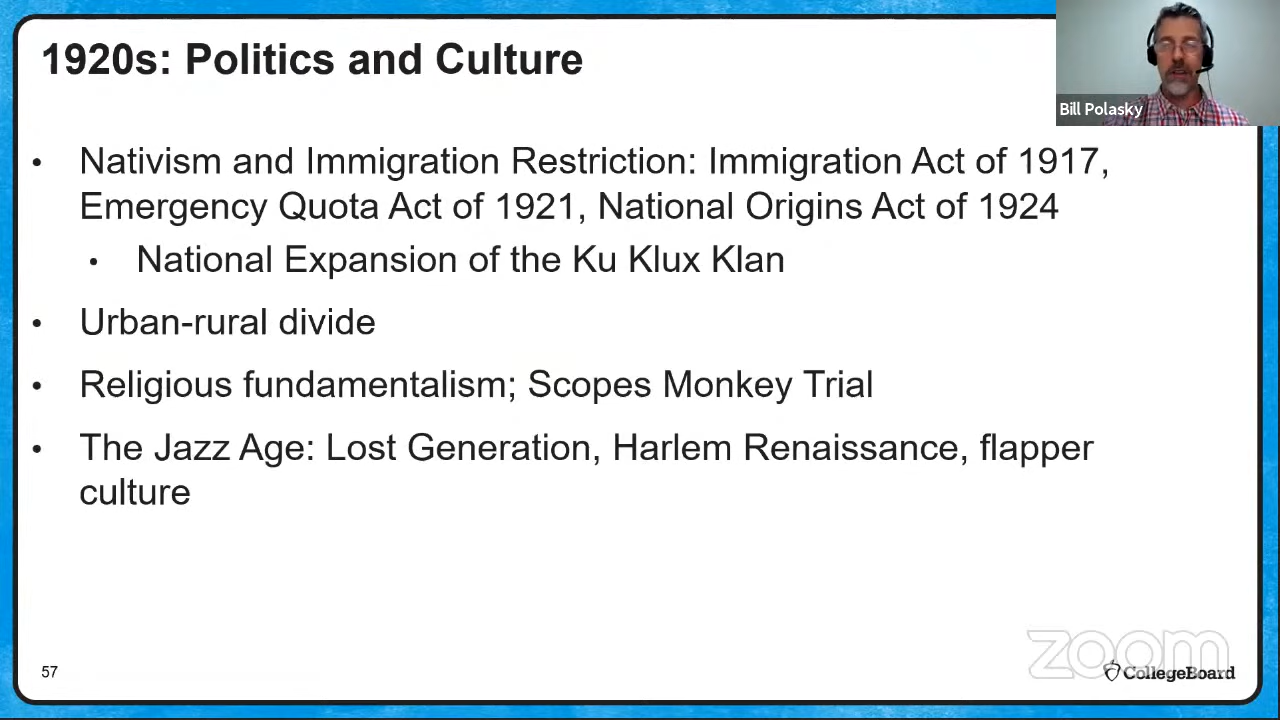 1920s: Politics and Culture
Bill Polasky
• Nativism and Immigration Restriction: Immigration Act of 1917,
Emergency Quota Act of 1921, National Origins Act of 1924
• National Expansion of the Ku Klux Klan
• Urban-rural divide
• Religious fundamentalism; Scopes Monkey Trial
• The Jazz Age: Lost Generation, Harlem Renaissance, flapper
culture
57
zoom
CollegeBoard